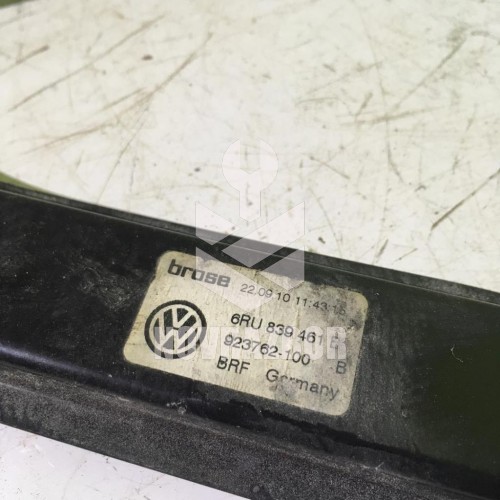 brose 22.09.10 11:43
6RU 839 461
923762-100 B
BRF Germany